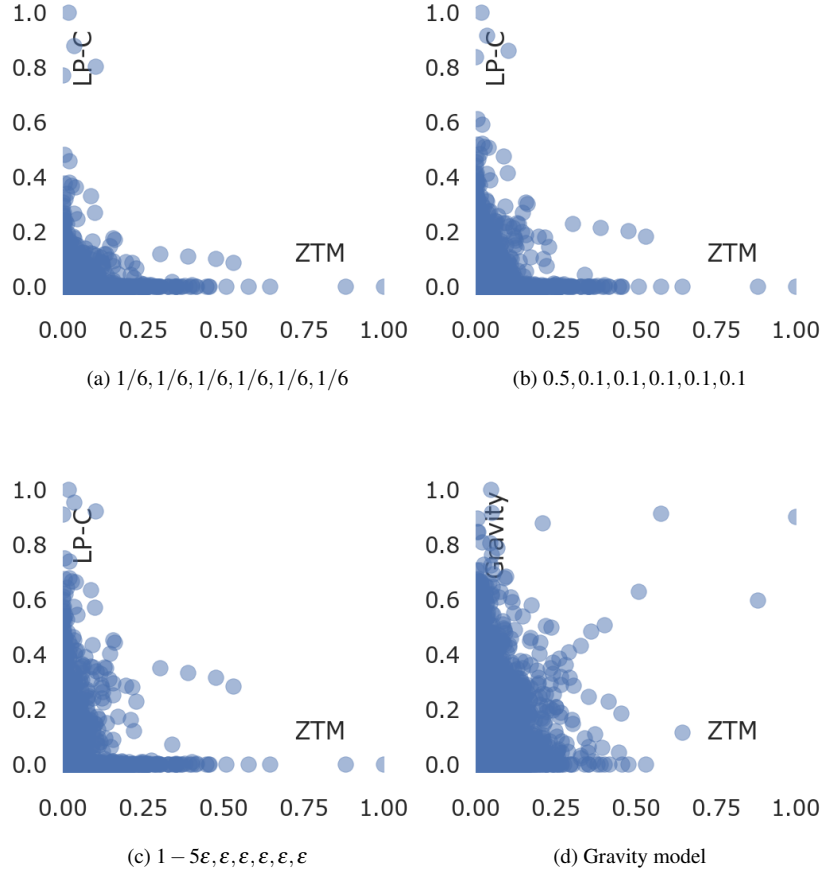 1.0
LP-C
0.8
0.6
0.4
0.2
ZTM
0.0
0.00 0.25 0.50 0.75 1.00
(a) 1/6, 1/6, 1/6, 1/6, 1/6, 1/6
1.0
LP-C
0.8
0.6
0.4
0.2
ZTM
0.0
0.00 0.25 0.50 0.75 1.00
(b) 0.5, 0.1, 0.1, 0.1, 0.1, 0.1
1.0
LP-C
0.8
0.6
0.4
0.2
ZTM
0.0
0.00 0.25 0.50 0.75 1.00
(c) 1 − 5ε, ε, ε, ε, ε, ε
1.0
Gravity
0.8
0.6
0.4
0.2
ZTM
0.0
0.00 0.25 0.50 0.75 1.00
(d) Gravity model